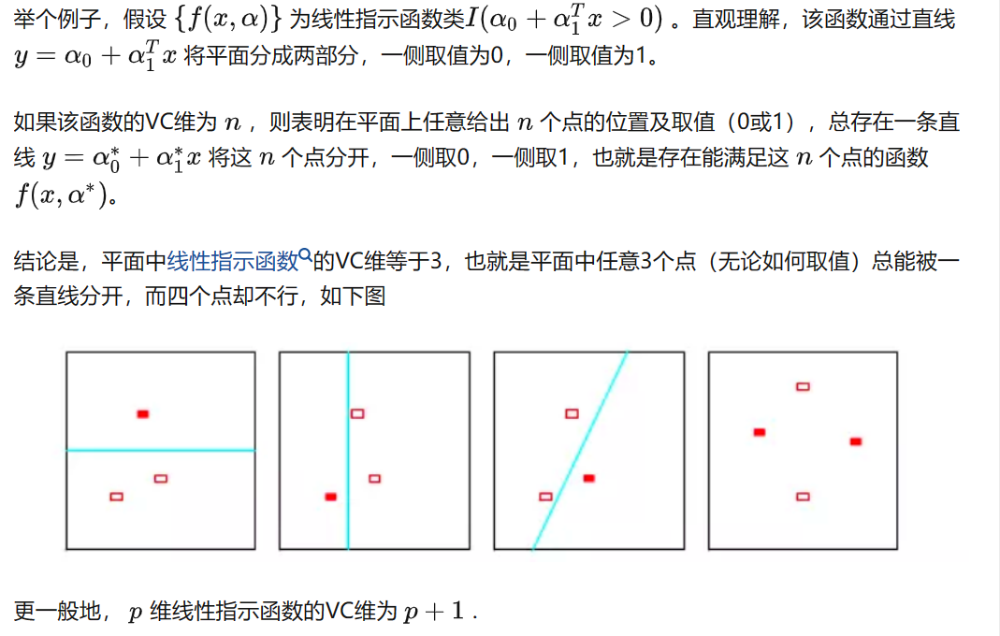 举个例子，假设 {f(x, α)} 为线性指示函数类I(α₀ + α₁ᵀx > 0) 。直观理解，该函数通过直线
y = α₀ + α₁ᵀx 将平面分成两部分，一侧取值为0，一侧取值为1。
如果该函数的VC维为 n ，则表明在平面上任意给出 n 个点的位置及取值（0或1），总存在一条直
线 y = α₀* + α₁*x 将这 n 个点分开，一侧取0，一侧取1，也就是存在能满足这 n 个点的函数
f(x, α*)。
结论是，平面中线性指示函数的VC维等于3，也就是平面中任意3个点（无论如何取值）总能被一
条直线分开，而四个点却不行，如下图
更一般地， p 维线性指示函数的VC维为 p + 1 .